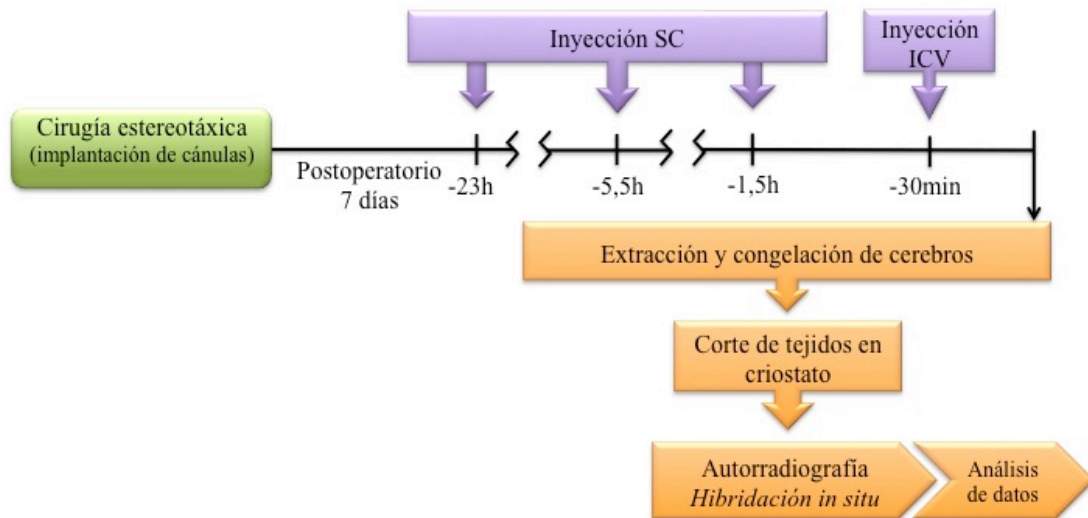 Inyección SC
Inyección
ICV
Cirugía estereotáxica
(implantación de cánulas)
Postoperatorio
7 días
-23h
-5,5h
-1,5h
-30min
Extracción y congelación de cerebros
Corte de tejidos en
criostato
Autorradiografía
Hibridación in situ
Análisis
de datos